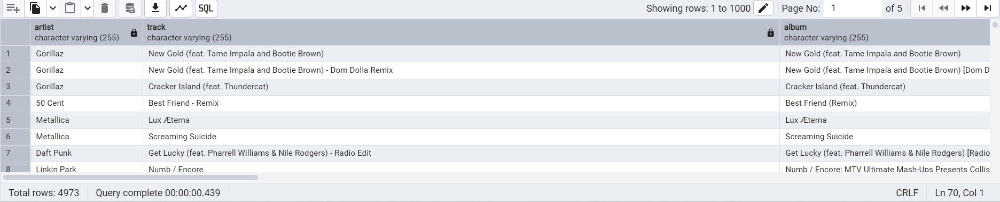 SQL Showing rows: 1 to 1000 Page No: 1 of 5
artist track album
character varying (255) character varying (255) character varying (255)
1 Gorillaz New Gold (feat. Tame Impala and Bootie Brown) New Gold (feat. Tame Impala and Bootie Brown)
2 Gorillaz New Gold (feat. Tame Impala and Bootie Brown) - Dom Dolla Remix New Gold (feat. Tame Impala and Bootie Brown) [Dom D
3 Gorillaz Cracker Island (feat. Thundercat) Cracker Island (feat. Thundercat)
4 50 Cent Best Friend - Remix Best Friend (Remix)
5 Metallica Lux Æterna Lux Æterna
6 Metallica Screaming Suicide Screaming Suicide
7 Daft Punk Get Lucky (feat. Pharrell Williams & Nile Rodgers) - Radio Edit Get Lucky (feat. Pharrell Williams & Nile Rodgers) [Radio
8 Linkin Park Numb / Encore Numb / Encore: MTV Ultimate Mash-Ups Presents Collis
Total rows: 4973 Query complete 00:00:00.439 CRLF Ln 70, Col 1